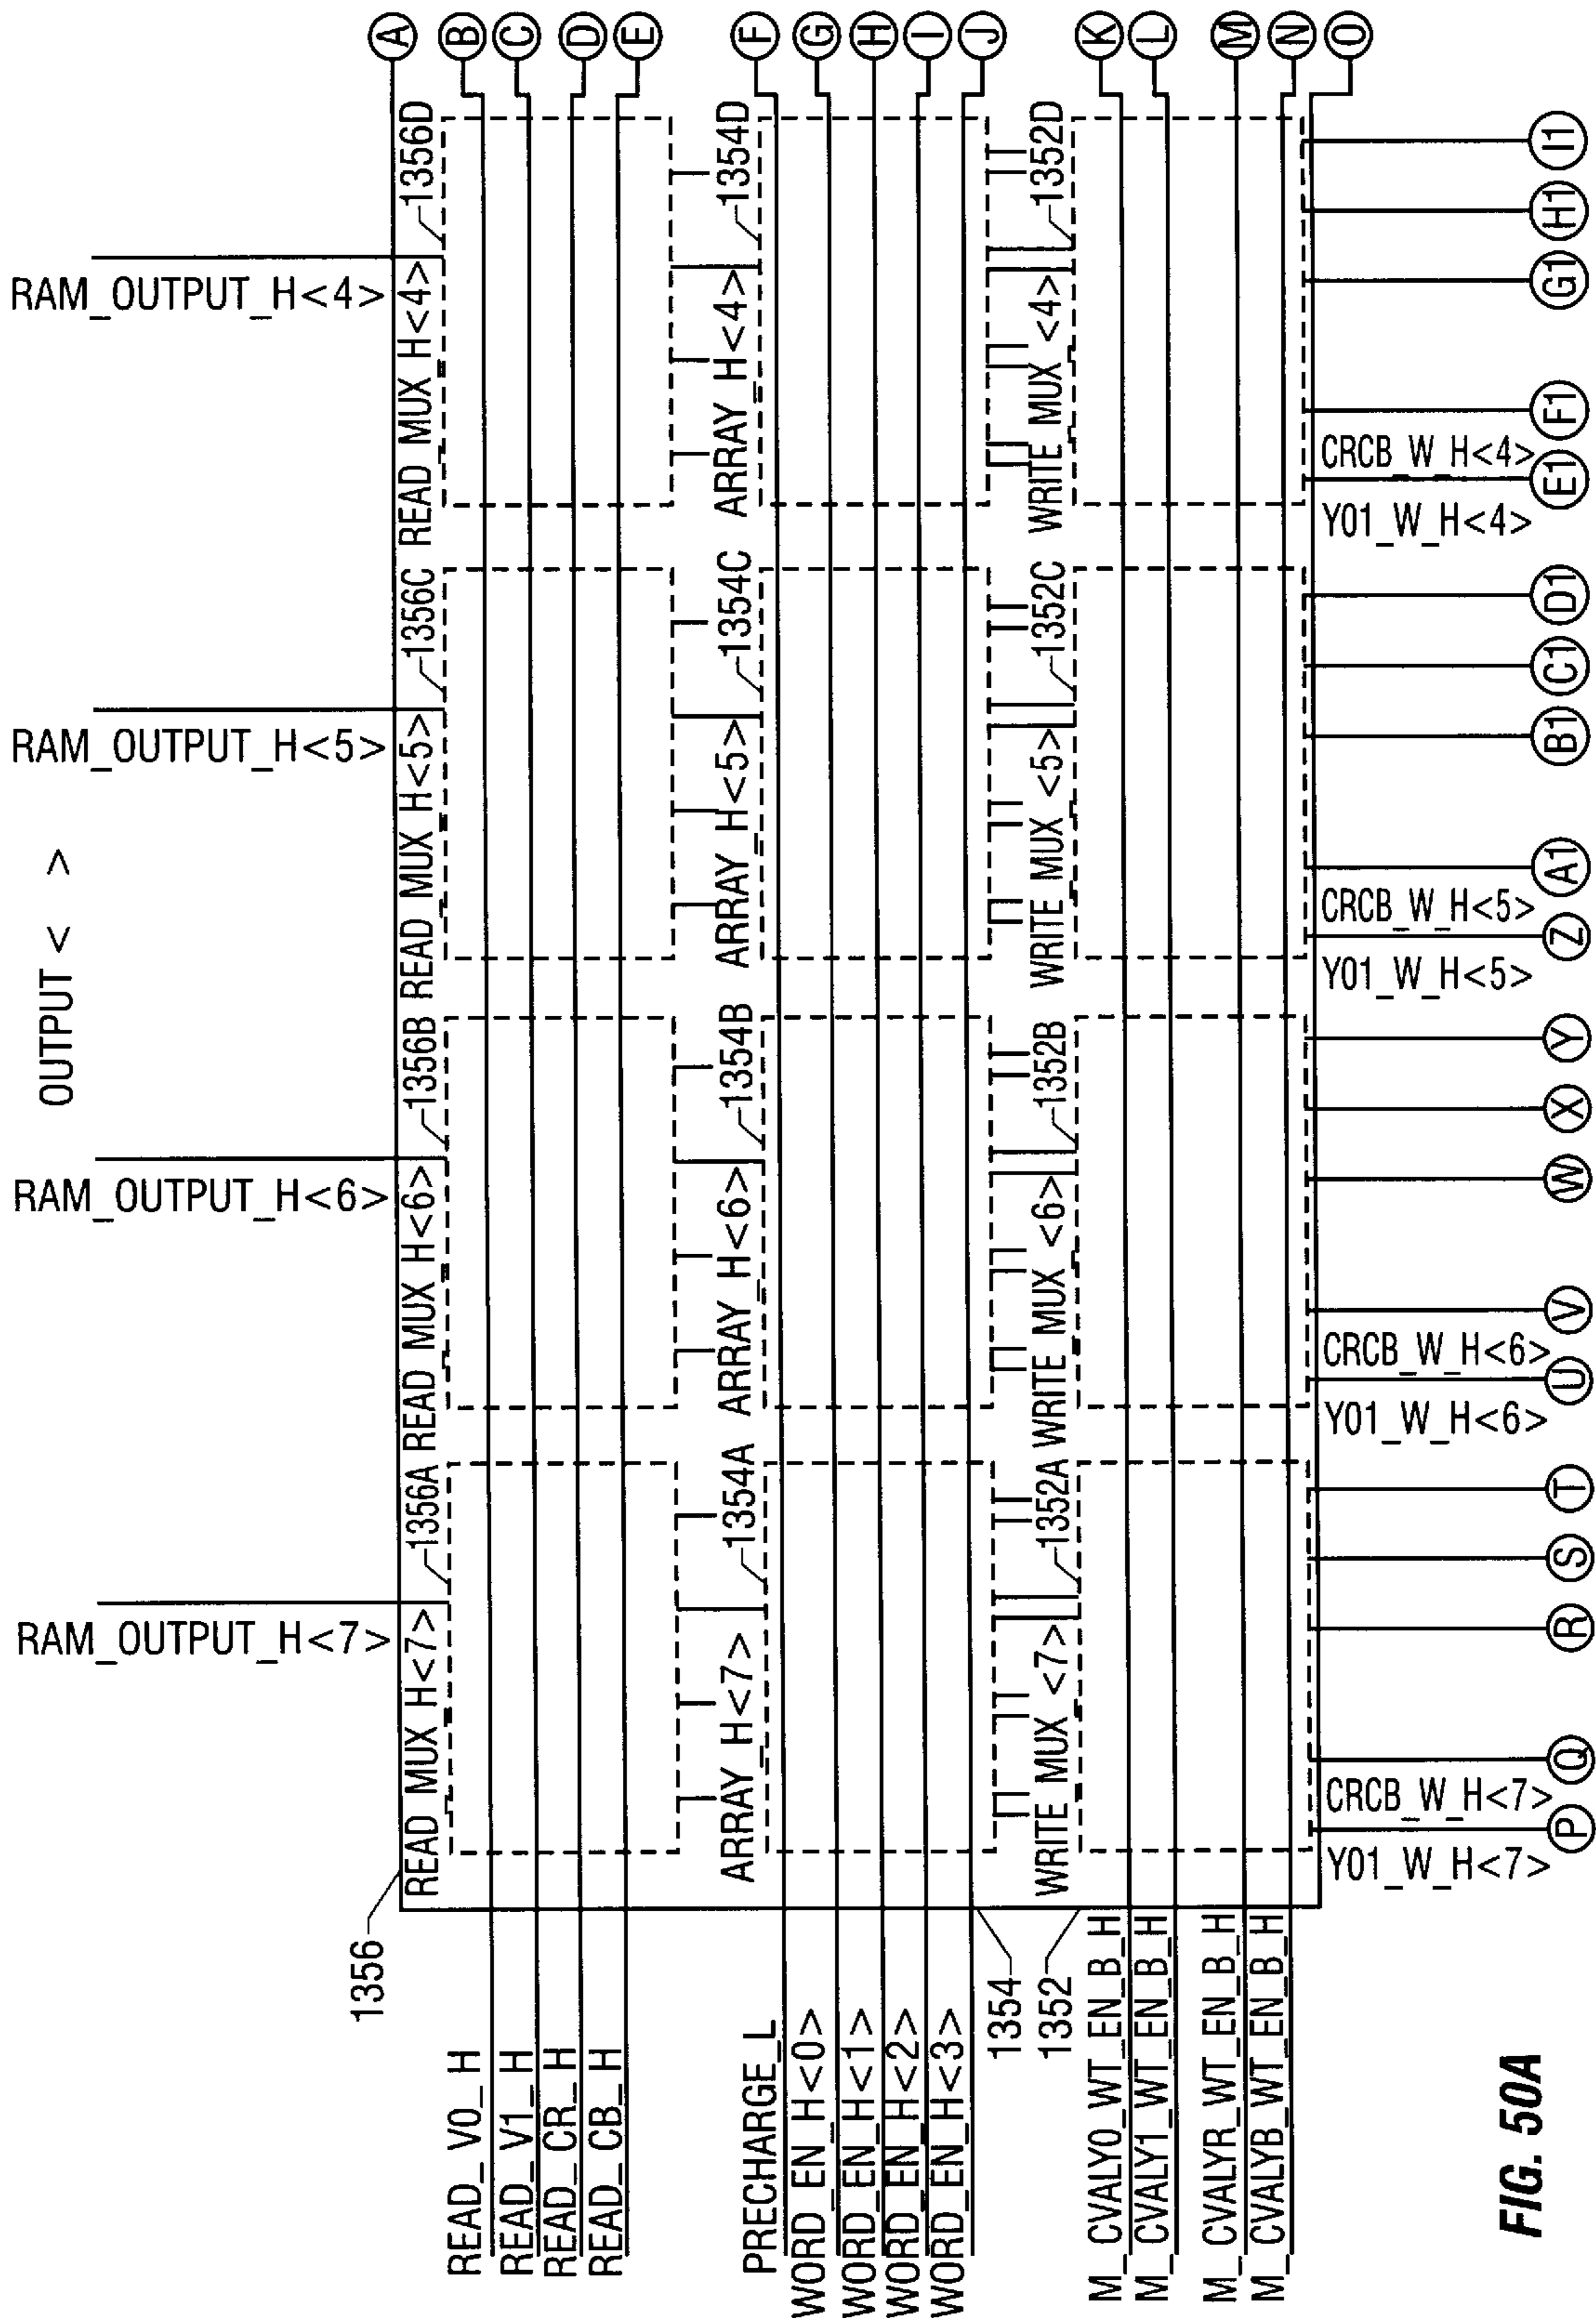 RAM_OUTPUT_H<7>
RAM_OUTPUT_H<6>
OUTPUT < >
RAM_OUTPUT_H<5>
RAM_OUTPUT_H<4>
1356
READ_MUX_H<7>
1356A
READ_MUX_H<6>
1356B
READ_MUX_H<5>
1356C
READ_MUX_H<4>
1356D
A
READ_V0_H
B
READ_V1_H
C
READ_CR_H
D
READ_CB_H
E
ARRAY_H<7>
1354A
ARRAY_H<6>
1354B
ARRAY_H<5>
1354C
ARRAY_H<4>
1354D
PRECHARGE_L
F
WORD_EN_H<0>
G
WORD_EN_H<1>
H
WORD_EN_H<2>
I
WORD_EN_H<3>
J
1354
1352
WRITE_MUX_<7>
1352A
WRITE_MUX_<6>
1352B
WRITE_MUX_<5>
1352C
WRITE_MUX_<4>
1352D
M_CVALY0_WT_EN_B_H
K
M_CVALY1_WT_EN_B_H
L
M_CVALYR_WT_EN_B_H
M
M_CVALYB_WT_EN_B_H
N
O
CRCB_W_H<7>
Y01_W_H<7>
CRCB_W_H<6>
Y01_W_H<6>
CRCB_W_H<5>
Y01_W_H<5>
CRCB_W_H<4>
Y01_W_H<4>
P
Q
R
S
T
U
V
W
X
Y
Z
A1
B1
C1
D1
E1
F1
G1
H1
I1
FIG. 50A